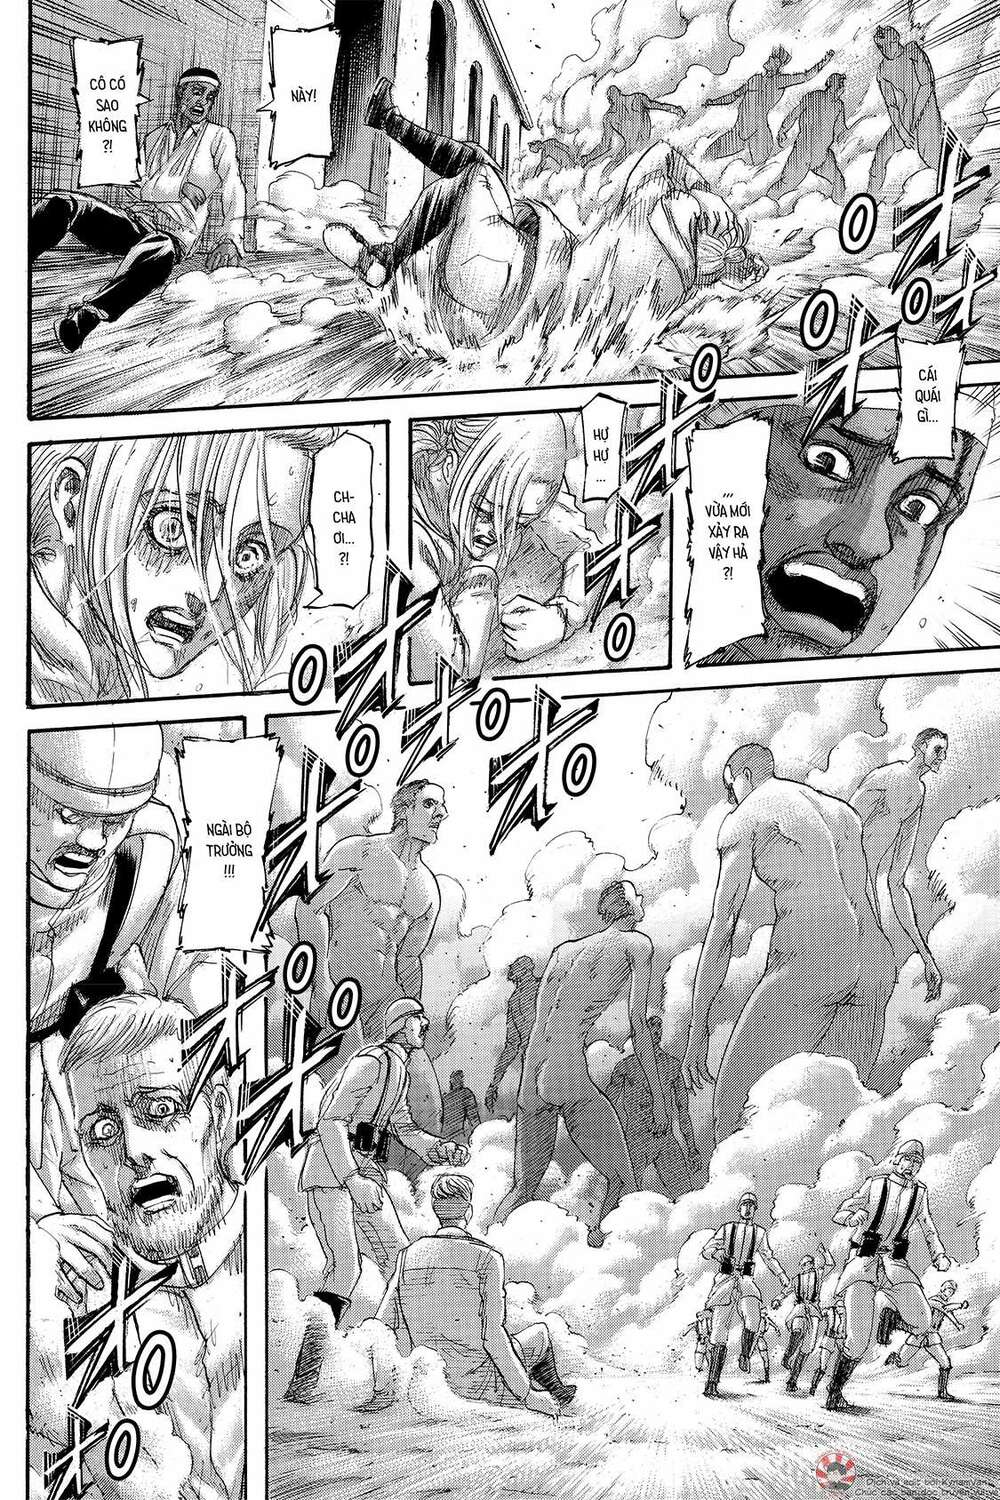 NÀY!
CÔ CÓ
SAO
KHÔNG
?!
CÁI
QUÁI
GÌ...
...
VỪA MỚI
XẢY RA
VẬY HẢ
?!
HỰ
HỰ
...
CH-
CHA
ƠI...
?!
NGÀI BỘ
TRƯỞNG
!!!